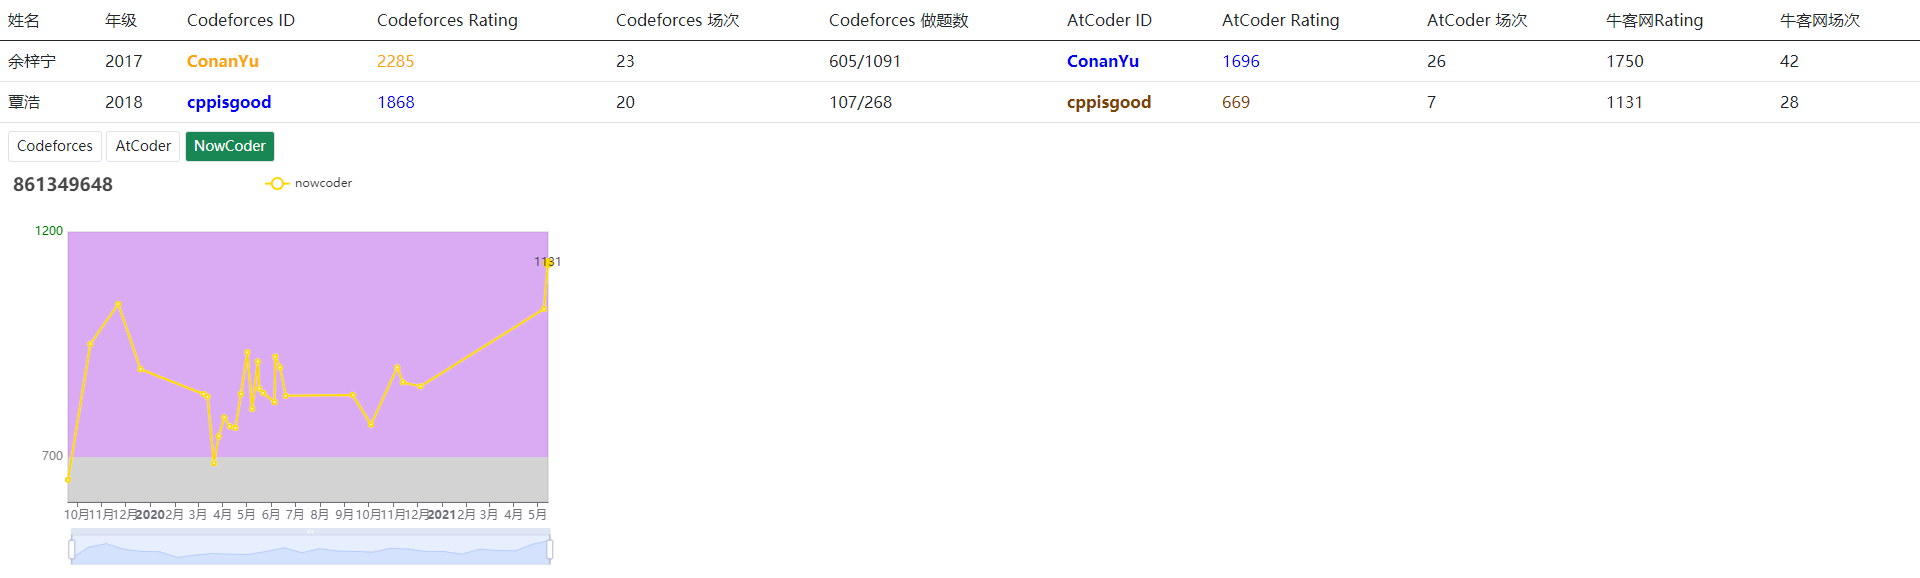 姓名 年级 Codeforces ID Codeforces Rating Codeforces 场次 Codeforces 做题数 AtCoder ID AtCoder Rating AtCoder 场次 牛客网Rating 牛客网场次
余梓宁 2017 ConanYu 2285 23 605/1091 ConanYu 1696 26 1750 42
覃浩 2018 cppisgood 1868 20 107/268 cppisgood 669 7 1131 28
Codeforces AtCoder NowCoder
861349648 nowcoder
1200
1131
700
10月 11月 12月 2020 2月 3月 4月 5月 6月 7月 8月 9月 10月 11月 12月 2021 2月 3月 4月 5月